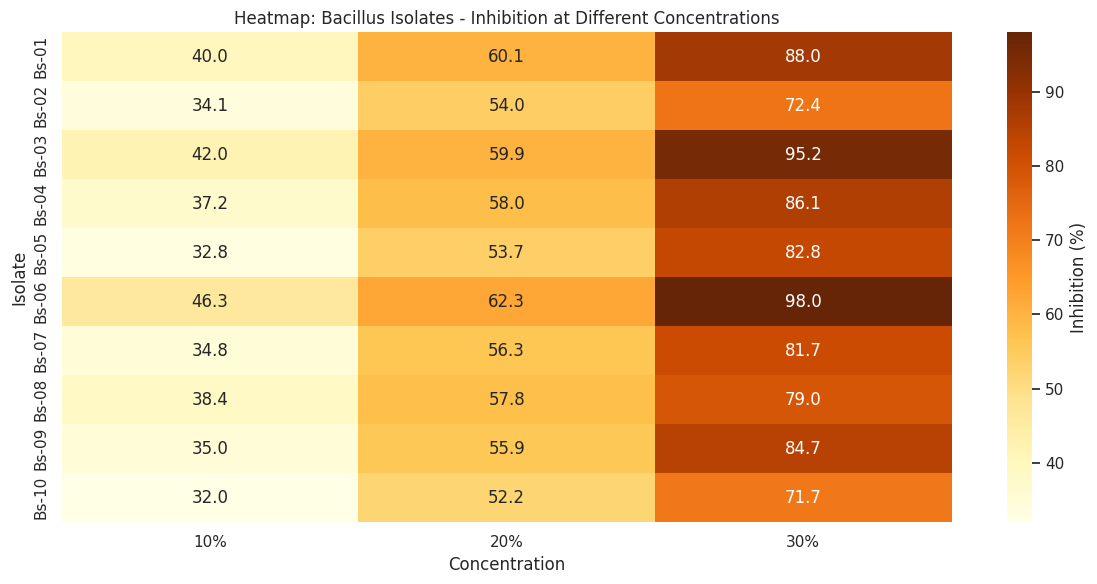 Heatmap: Bacillus Isolates - Inhibition at Different Concentrations
Isolate
Bs-01 40.0 60.1 88.0
Bs-02 34.1 54.0 72.4
Bs-03 42.0 59.9 95.2
Bs-04 37.2 58.0 86.1
Bs-05 32.8 53.7 82.8
Bs-06 46.3 62.3 98.0
Bs-07 34.8 56.3 81.7
Bs-08 38.4 57.8 79.0
Bs-09 35.0 55.9 84.7
Bs-10 32.0 52.2 71.7
10% 20% 30%
Concentration
90
80
70
60
50
40
Inhibition (%)